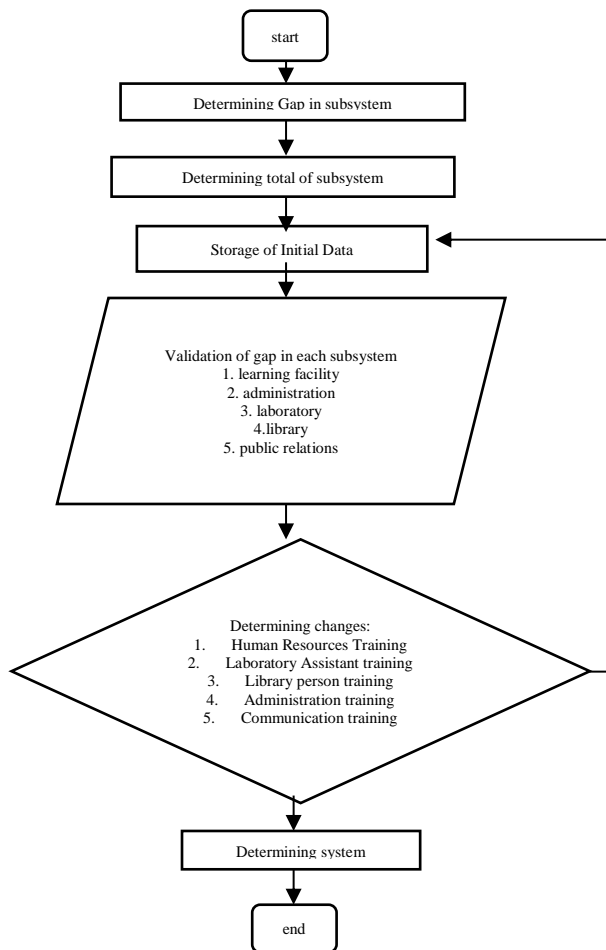 start
Determining Gap in subsystem
Determining total of subsystem
Storage of Initial Data
Validation of gap in each subsystem
1. learning facility
2. administration
3. laboratory
4.library
5. public relations
Determining changes:
1. Human Resources Training
2. Laboratory Assistant training
3. Library person training
4. Administration training
5. Communication training
Determining system
end